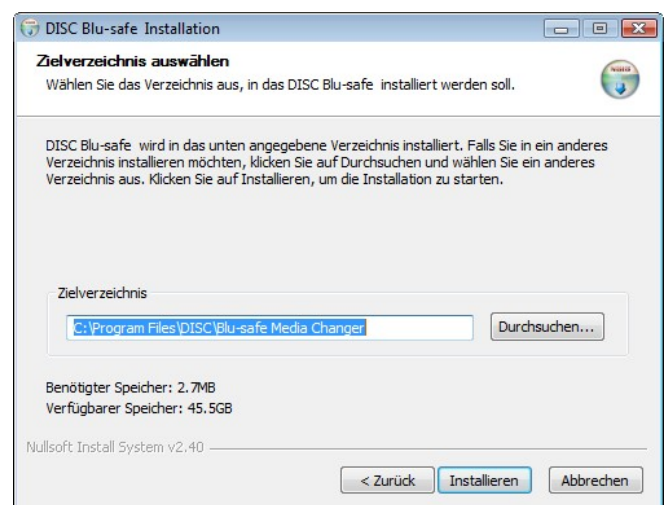 DISC Blu-safe Installation
Zielverzeichnis auswählen
Wählen Sie das Verzeichnis aus, in das DISC Blu-safe installiert werden soll.
DISC Blu-safe wird in das unten angegebene Verzeichnis installiert. Falls Sie in ein anderes
Verzeichnis installieren möchten, klicken Sie auf Durchsuchen und wählen Sie ein anderes
Verzeichnis aus. Klicken Sie auf Installieren, um die Installation zu starten.
Zielverzeichnis
C:\Program Files\DISC\Blu-safe Media Changer
Durchsuchen...
Benötigter Speicher: 2.7MB
Verfügbarer Speicher: 45.5GB
Nullsoft Install System v2.40
< Zurück Installieren Abbrechen